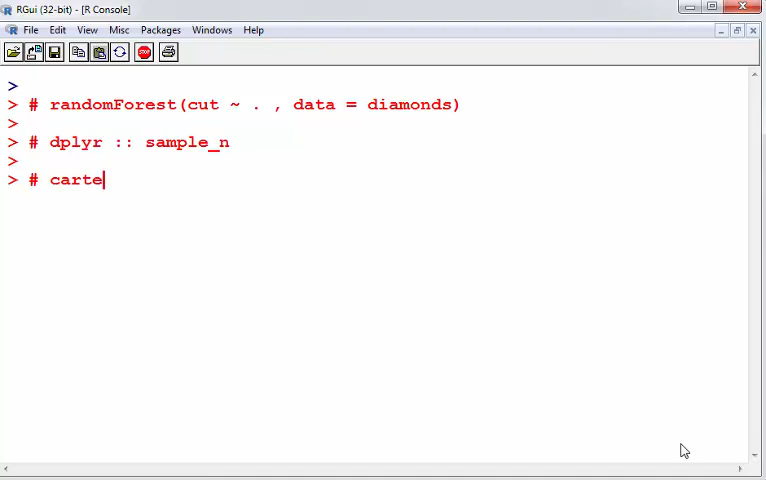 RGui (32-bit) - [R Console]
File Edit View Misc Packages Windows Help
>
> # randomForest(cut ~ . , data = diamonds)
>
> # dplyr :: sample_n
>
> # carte